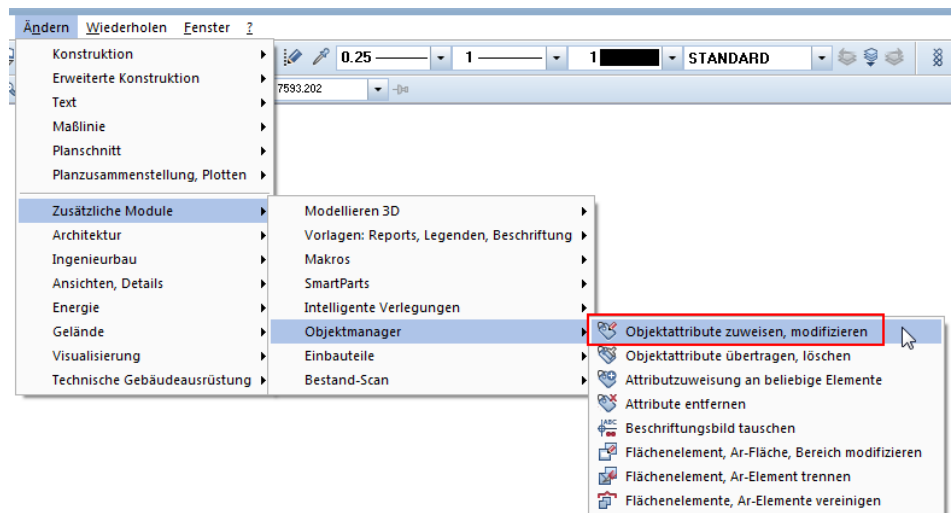 Ändern Wiederholen Fenster ?
Konstruktion
Erweiterte Konstruktion
Text
Maßlinie
Planschnitt
Planzusammenstellung, Plotten
0.25 1 1 STANDARD
7593.202
Zusätzliche Module
Architektur
Ingenieurbau
Ansichten, Details
Energie
Gelände
Visualisierung
Technische Gebäudeausrüstung
Modellieren 3D
Vorlagen: Reports, Legenden, Beschriftung
Makros
SmartParts
Intelligente Verlegungen
Objektmanager
Einbauteile
Bestand-Scan
Objektattribute zuweisen, modifizieren
Objektattribute übertragen, löschen
Attributzuweisung an beliebige Elemente
Attribute entfernen
ABC Beschriftungsbild tauschen
Flächenelement, Ar-Fläche, Bereich modifizieren
Flächenelement, Ar-Element trennen
Flächenelemente, Ar-Elemente vereinigen